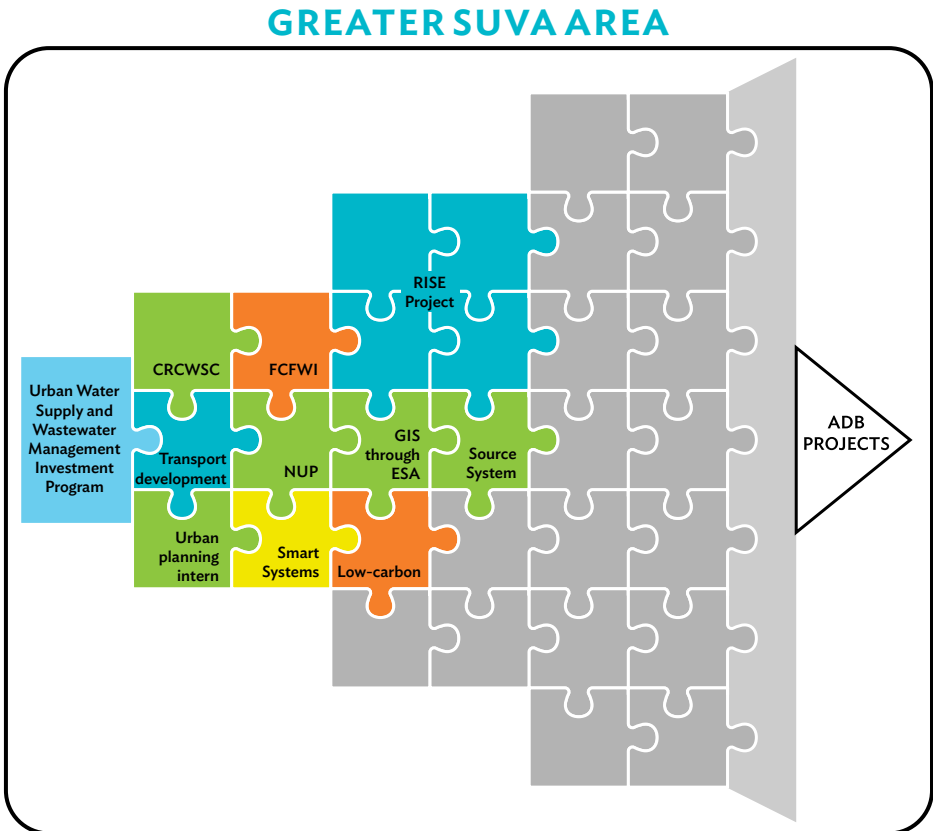 GREATER SUVA AREA
RISE
Project
CRCWSC
FCFWI
Urban Water
Supply and
Wastewater
Management
Investment
Program
Transport
development
NUP
GIS
through
ESA
Source
System
Urban
planning
intern
Smart
Systems
Low-carbon
ADB
PROJECTS